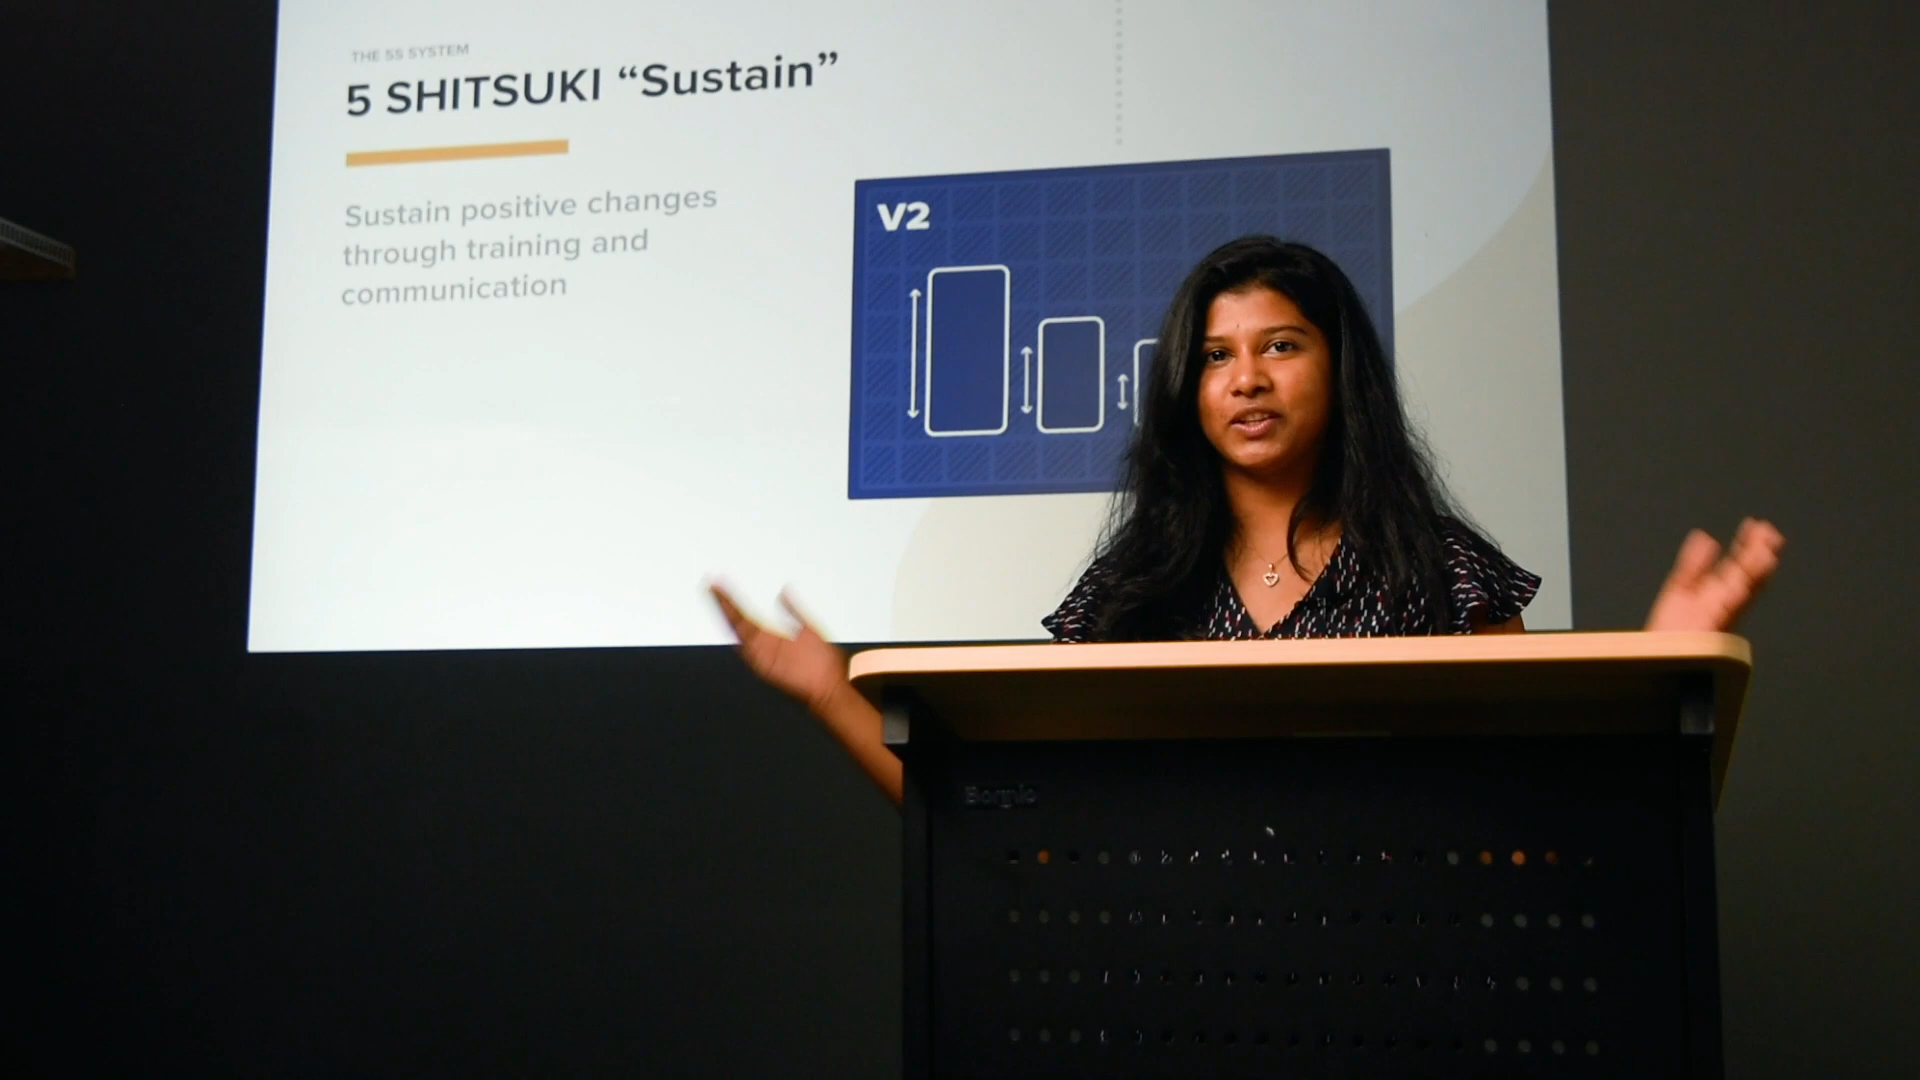 THE 5S SYSTEM
5 SHITSUKI “Sustain”
Sustain positive changes
through training and
communication
V2